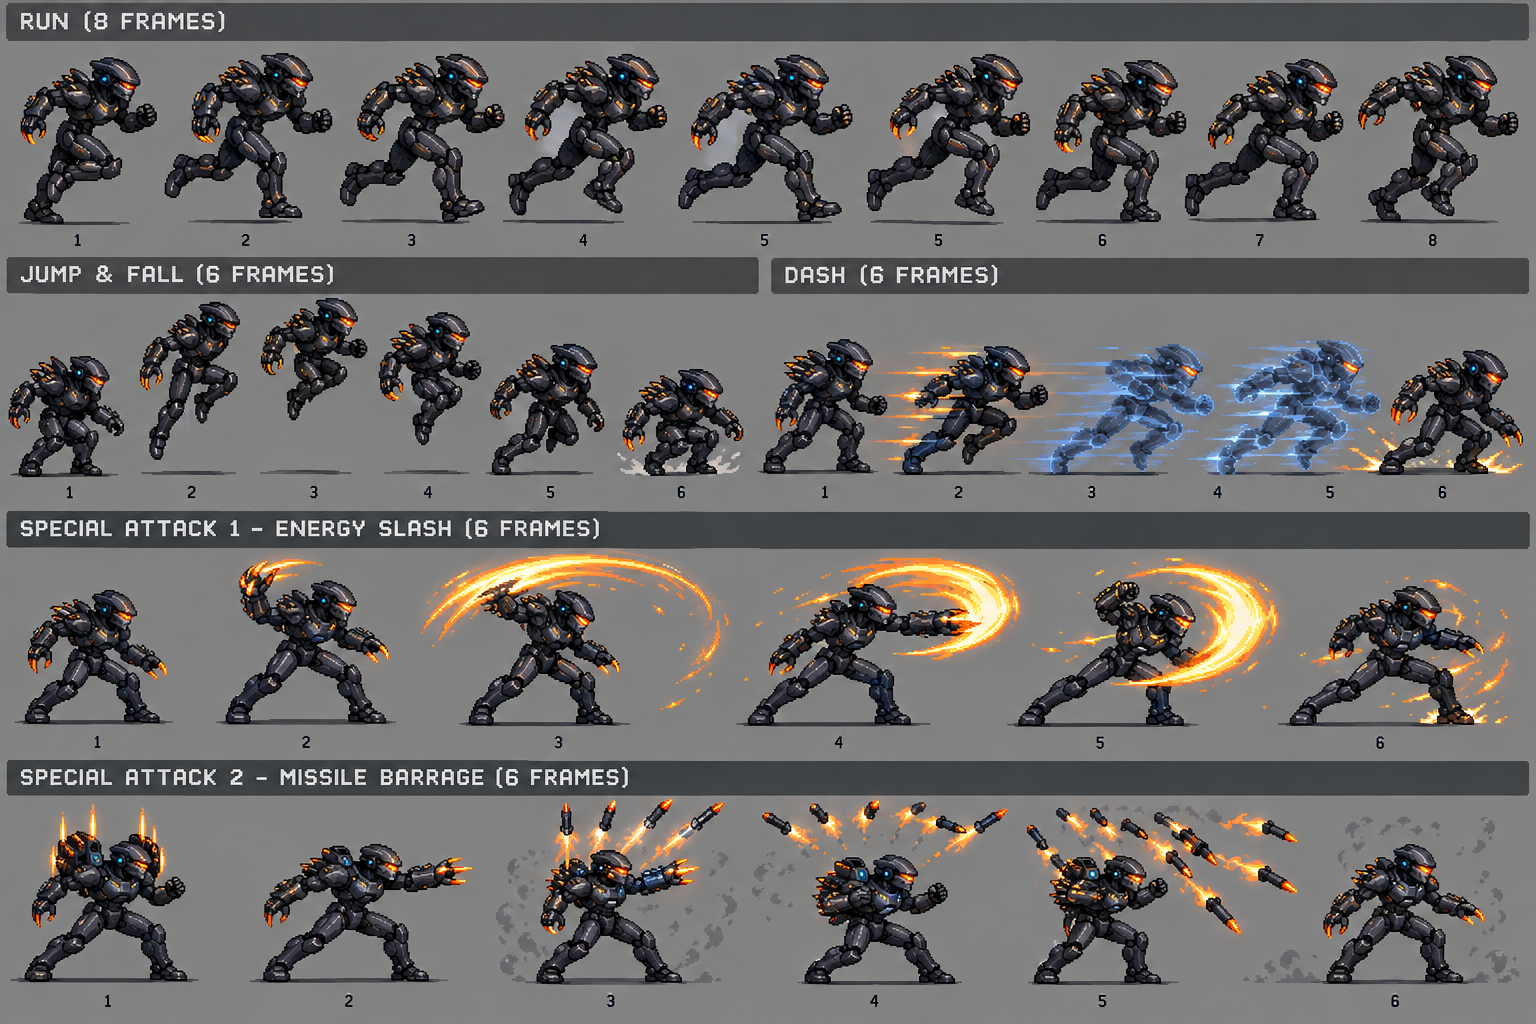 RUN (8 FRAMES)
1 2 3 4 5 5 6 7 8
JUMP & FALL (6 FRAMES)
DASH (6 FRAMES)
1 2 3 4 5 6
1 2 3 4 5 6
SPECIAL ATTACK 1 - ENERGY SLASH (6 FRAMES)
1 2 3 4 5 6
SPECIAL ATTACK 2 - MISSILE BARRAGE (6 FRAMES)
1 2 3 4 5 6